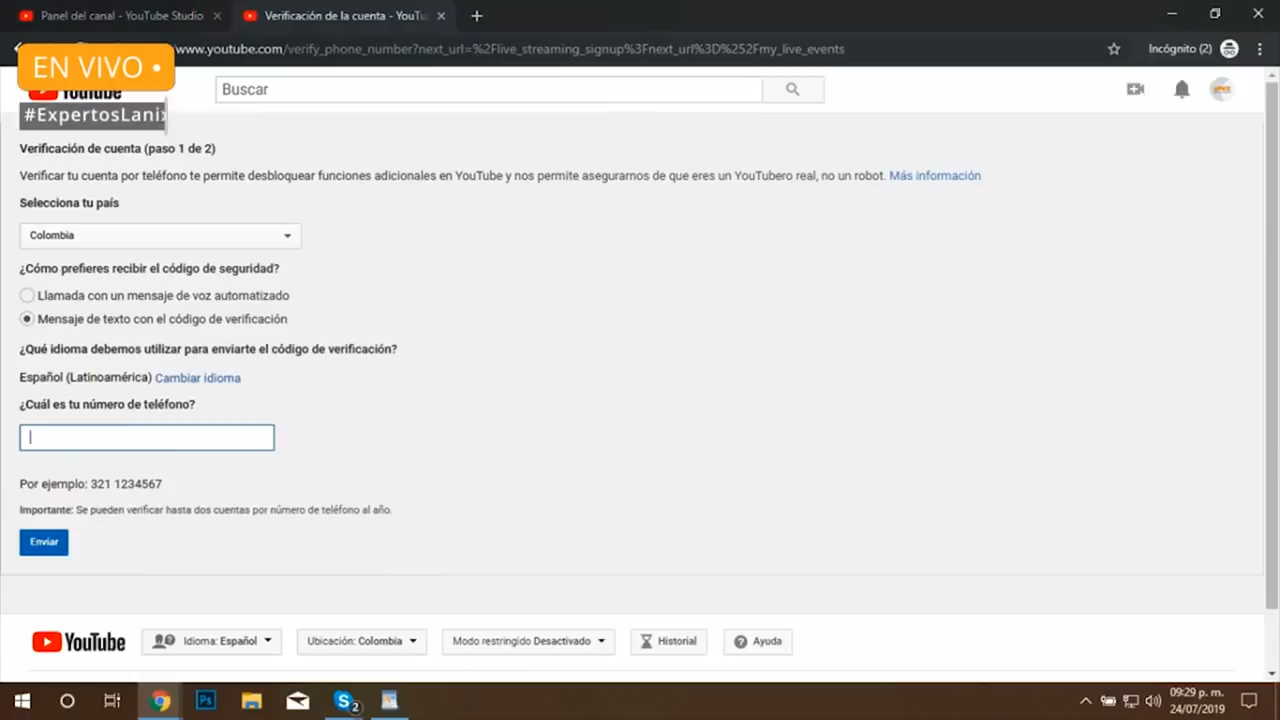 Panel del canal - YouTube Studio
Verificación de la cuenta - YouTu
www.youtube.com/verify_phone_number?next_url=%2Flive_streaming_signup%3Fnext_url%3D%252Fmy_live_events
Incógnito (2)
EN VIVO •
YouTube
Buscar
#ExpertosLanix
Verificación de cuenta (paso 1 de 2)
Verificar tu cuenta por teléfono te permite desbloquear funciones adicionales en YouTube y nos permite asegurarnos de que eres un YouTubero real, no un robot. Más información
Selecciona tu país
Colombia
¿Cómo prefieres recibir el código de seguridad?
Llamada con un mensaje de voz automatizado
Mensaje de texto con el código de verificación
¿Qué idioma debemos utilizar para enviarte el código de verificación?
Español (Latinoamérica) Cambiar idioma
¿Cuál es tu número de teléfono?
Por ejemplo: 321 1234567
Importante: Se pueden verificar hasta dos cuentas por número de teléfono al año.
Enviar
YouTube
Idioma: Español
Ubicación: Colombia
Modo restringido Desactivado
Historial
Ayuda
Ps
S 2
09:29 p. m.
24/07/2019